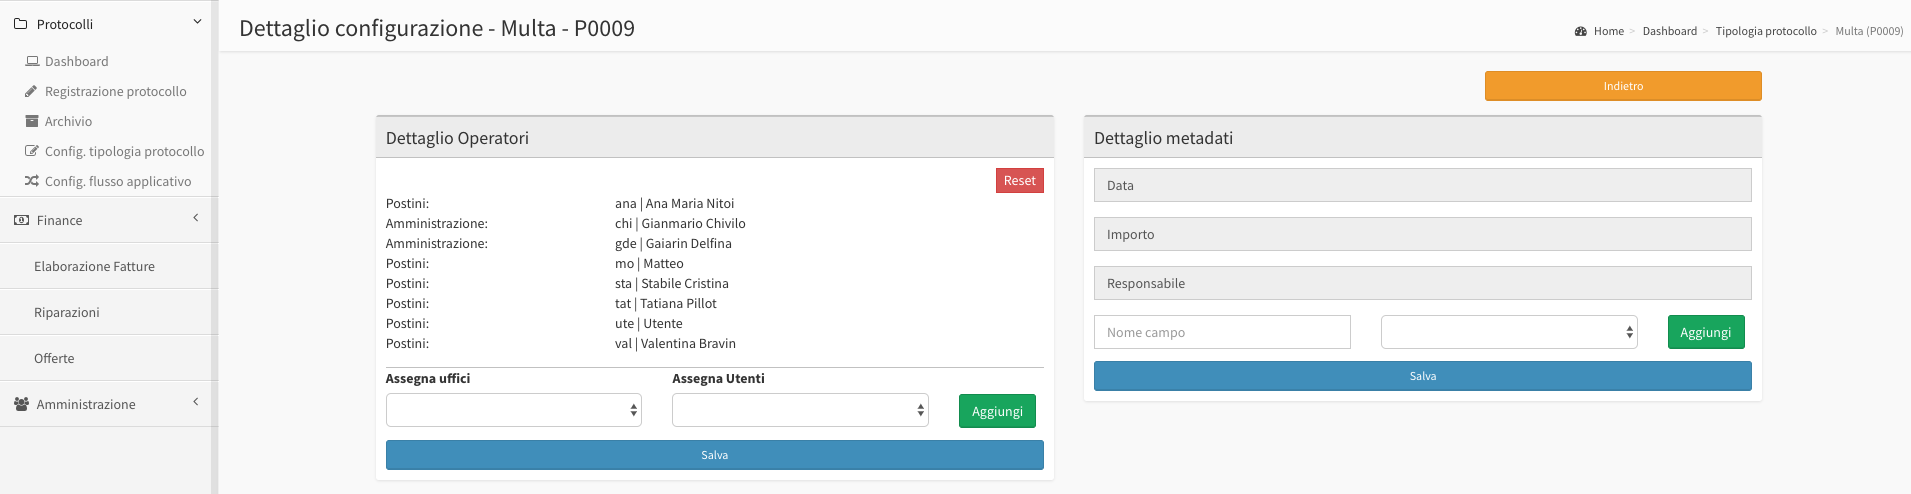 Protocolli
Dashboard
Registrazione protocollo
Archivio
Config. tipologia protocollo
Config. flusso applicativo
Finance
Elaborazione Fatture
Riparazioni
Offerte
Amministrazione
Dettaglio configurazione - Multa - P0009
Home > Dashboard > Tipologia protocollo > Multa (P0009)
Indietro
Dettaglio Operatori
Reset
Postini: ana | Ana Maria Nitoi
Amministrazione: chi | Gianmario Chivilo
Amministrazione: gde | Gaiarin Delfina
Postini: mo | Matteo
Postini: sta | Stabile Cristina
Postini: tat | Tatiana Pillot
Postini: ute | Utente
Postini: val | Valentina Bravin
Assegna uffici Assegna Utenti
Aggiungi
Salva
Dettaglio metadati
Data
Importo
Responsabile
Nome campo Aggiungi
Salva